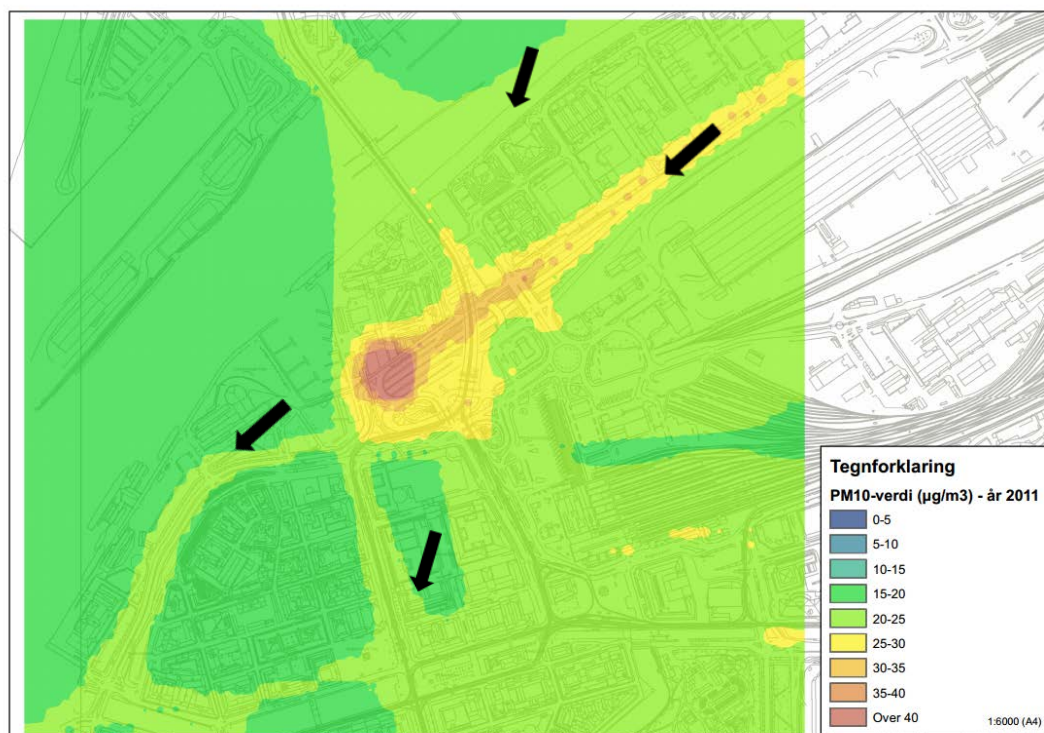 Tegnforklaring
PM10-verdi (µg/m3) - år 2011
0-5
5-10
10-15
15-20
20-25
25-30
30-35
35-40
Over 40
1:6000 (A4)